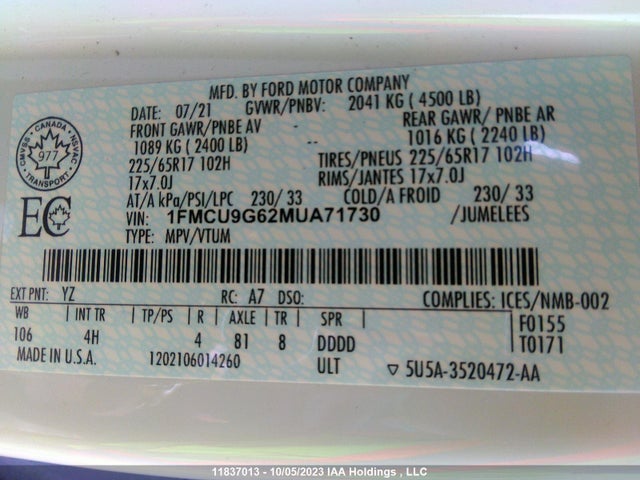 MFD. BY FORD MOTOR COMPANY
DATE: 07/21 GVWR/PNBV: 2041 KG ( 4500 LB)
FRONT GAWR/PNBE AV REAR GAWR/ PNBE AR
1089 KG ( 2400 LB) 1016 KG ( 2240 LB)
225/65R17 102H TIRES/PNEUS 225/65R17 102H
17x7.0J RIMS/JANTES 17x7.0J
AT/A kPa/PSI/LPC 230/ 33 COLD/A FROID 230/ 33
VIN: 1FMCU9G62MUA71730 /JUMELEES
TYPE: MPV/VTUM
CMVSS · CANADA · NSVAC
977
TRANSPORT
EC
EXT PNT: YZ RC: A7 DSO: COMPLIES: ICES/NMB-002
WB INT TR TP/PS R AXLE TR SPR F0155
106 4H 4 81 8 DDDD T0171
MADE IN U.S.A. 1202106014260 ULT ▽ 5U5A-3520472-AA
11837013 - 10/05/2023 IAA Holdings , LLC